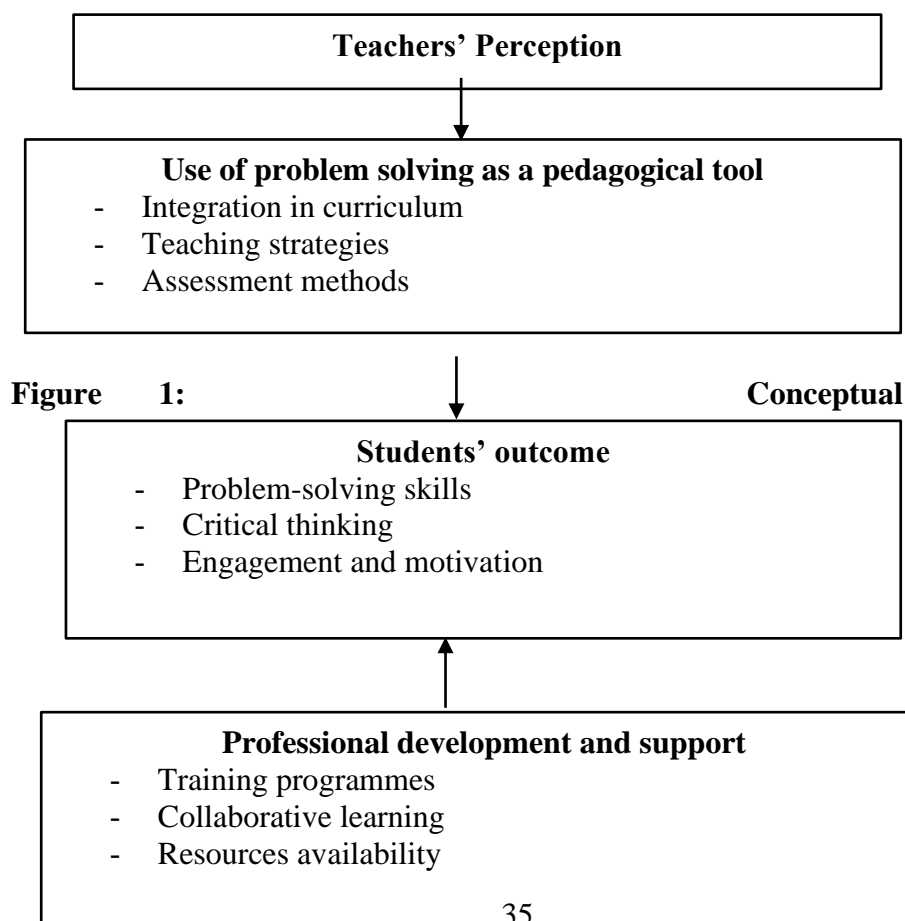 Teachers’ Perception
Use of problem solving as a pedagogical tool
- Integration in curriculum
- Teaching strategies
- Assessment methods
Figure 1: Conceptual
Students’ outcome
- Problem-solving skills
- Critical thinking
- Engagement and motivation
Professional development and support
- Training programmes
- Collaborative learning
- Resources availability
35